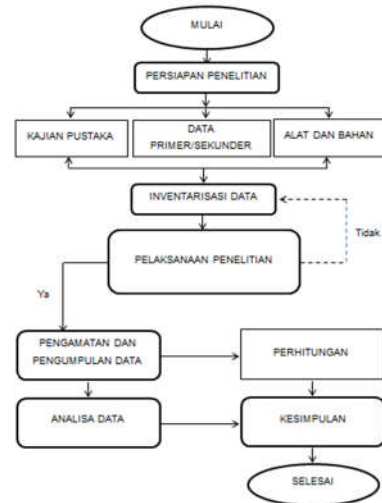 MULAI
PERSIAPAN PENELITIAN
KAJIAN PUSTAKA
DATA
PRIMER/SEKUNDER
ALAT DAN BAHAN
INVENTARISASI DATA
Tidak
PELAKSANAAN PENELITIAN
Ya
PENGAMATAN DAN
PENGUMPULAN DATA
PERHITUNGAN
ANALISA DATA
KESIMPULAN
SELESAI